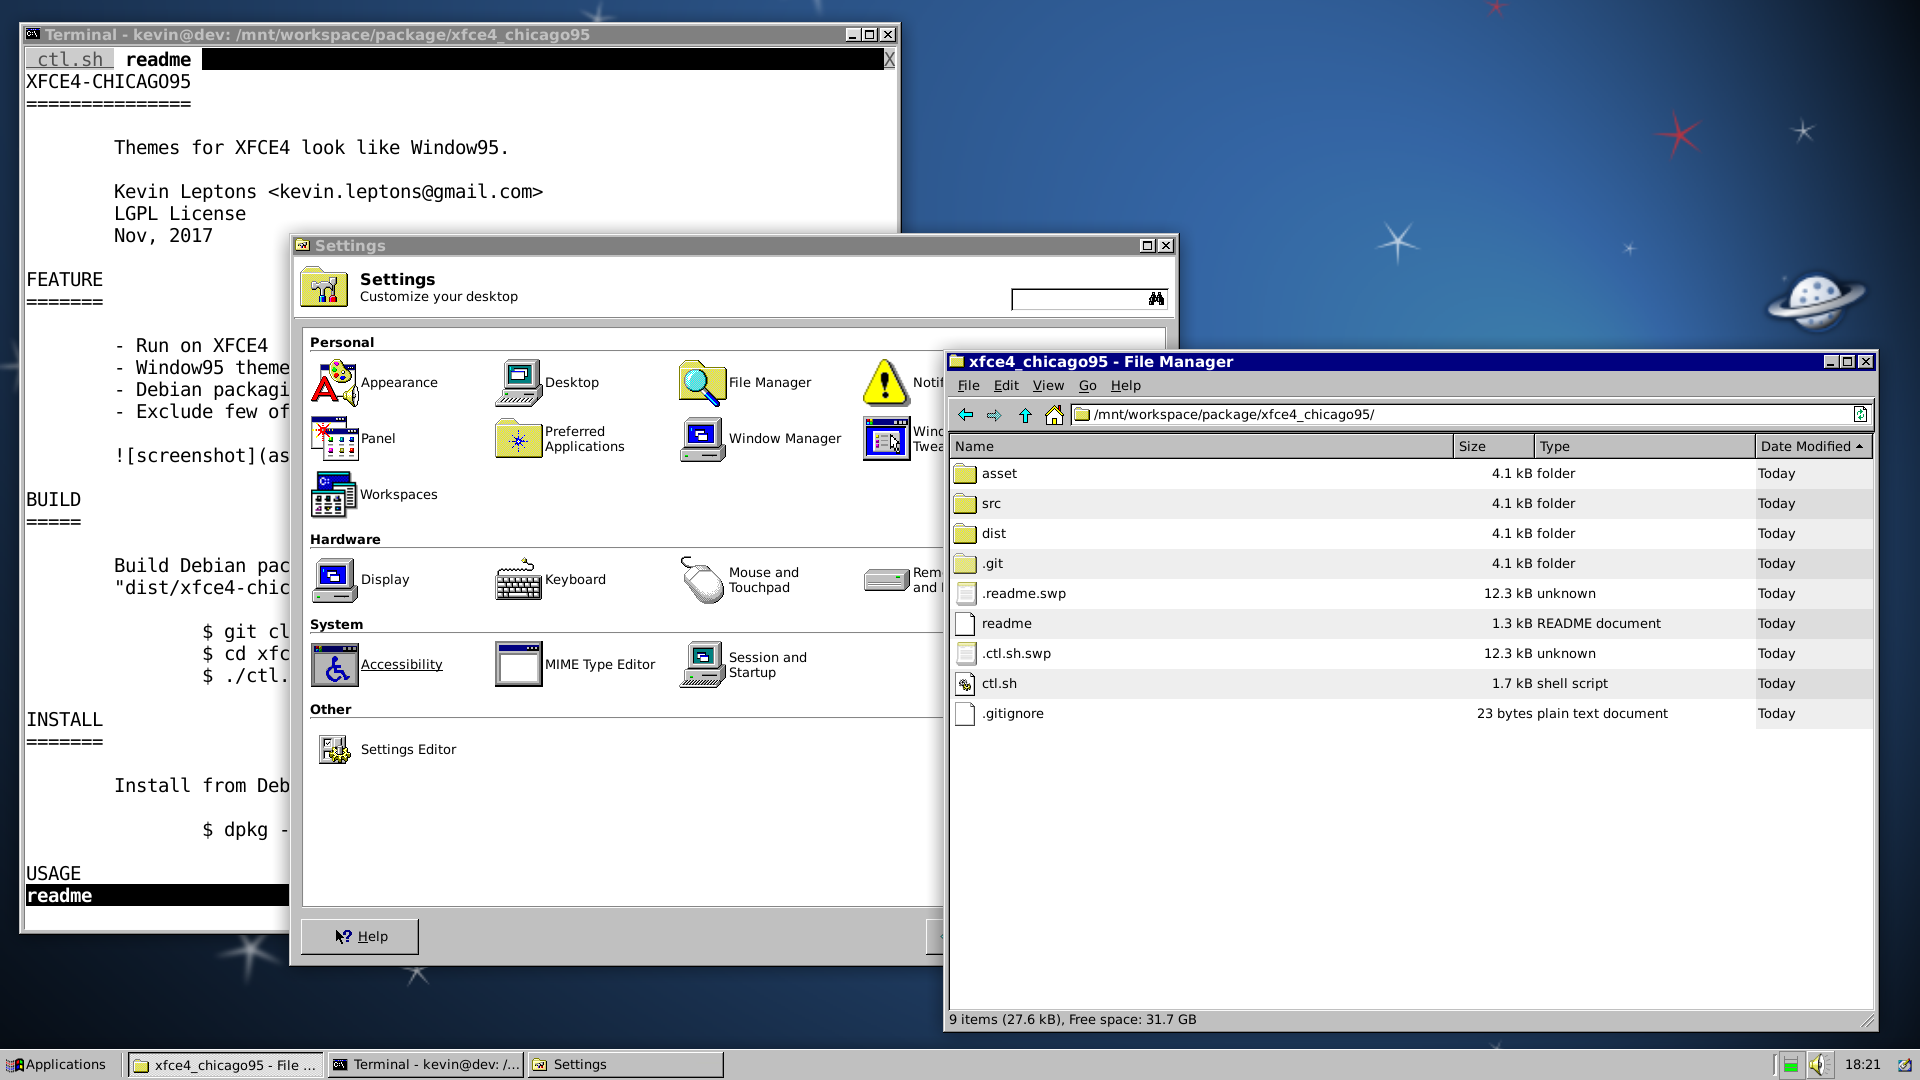 Terminal - kevin@dev: /mnt/workspace/package/xfce4_chicago95
ctl.sh readme X
XFCE4-CHICAGO95
===============
Themes for XFCE4 look like Window95.
Kevin Leptons <kevin.leptons@gmail.com>
LGPL License
Nov, 2017
FEATURE
=======
- Run on XFCE4
- Window95 theme
- Debian packagi
- Exclude few of
![screenshot](as
BUILD
=====
Build Debian pac
"dist/xfce4-chic
$ git cl
$ cd xfc
$ ./ctl.
INSTALL
=======
Install from Deb
$ dpkg -
USAGE
readme
Settings
Settings
Customize your desktop
Personal
Appearance
Desktop
File Manager
Notif
Panel
Preferred
Applications
Window Manager
Wind
Twea
Workspaces
Hardware
Display
Keyboard
Mouse and
Touchpad
Rem
and
System
Accessibility
MIME Type Editor
Session and
Startup
Other
Settings Editor
Help
xfce4_chicago95 - File Manager
File Edit View Go Help
/mnt/workspace/package/xfce4_chicago95/
Name Size Type Date Modified
asset 4.1 kB folder Today
src 4.1 kB folder Today
dist 4.1 kB folder Today
.git 4.1 kB folder Today
.readme.swp 12.3 kB unknown Today
readme 1.3 kB README document Today
.ctl.sh.swp 12.3 kB unknown Today
ctl.sh 1.7 kB shell script Today
.gitignore 23 bytes plain text document Today
9 items (27.6 kB), Free space: 31.7 GB
Applications
xfce4_chicago95 - File ...
Terminal - kevin@dev: /...
Settings
18:21